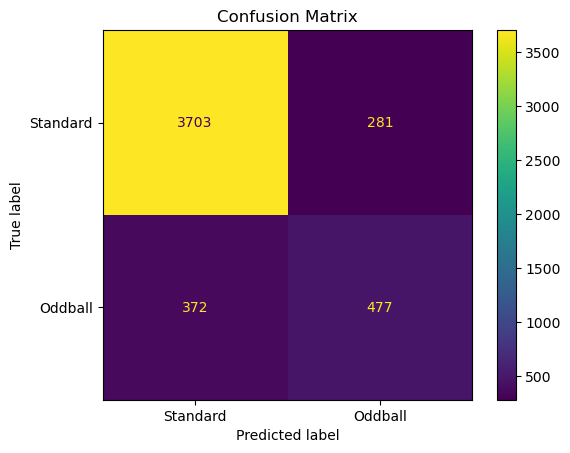 Confusion Matrix
True label
Standard
Oddball
3703
281
372
477
Standard
Oddball
Predicted label
3500
3000
2500
2000
1500
1000
500